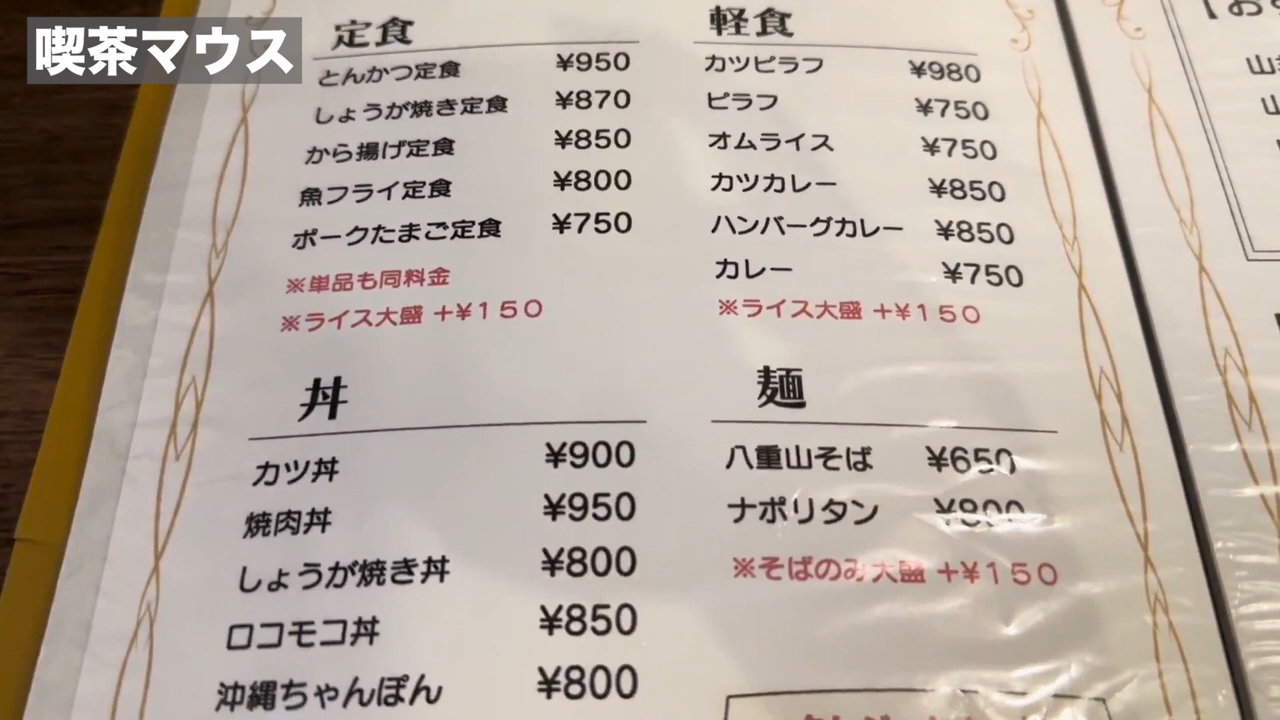 喫茶マウス
定食
とんかつ定食 ¥950
しょうが焼き定食 ¥870
から揚げ定食 ¥850
魚フライ定食 ¥800
ポークたまご定食 ¥750
※単品も同料金
※ライス大盛 +¥150
軽食
カツピラフ ¥980
ピラフ ¥750
オムライス ¥750
カツカレー ¥850
ハンバーグカレー ¥850
カレー ¥750
※ライス大盛 +¥150
丼
カツ丼 ¥900
焼肉丼 ¥950
しょうが焼き丼 ¥800
ロコモコ丼 ¥850
沖縄ちゃんぽん ¥800
麺
八重山そば ¥650
ナポリタン ¥800
※そばのみ大盛 +¥150